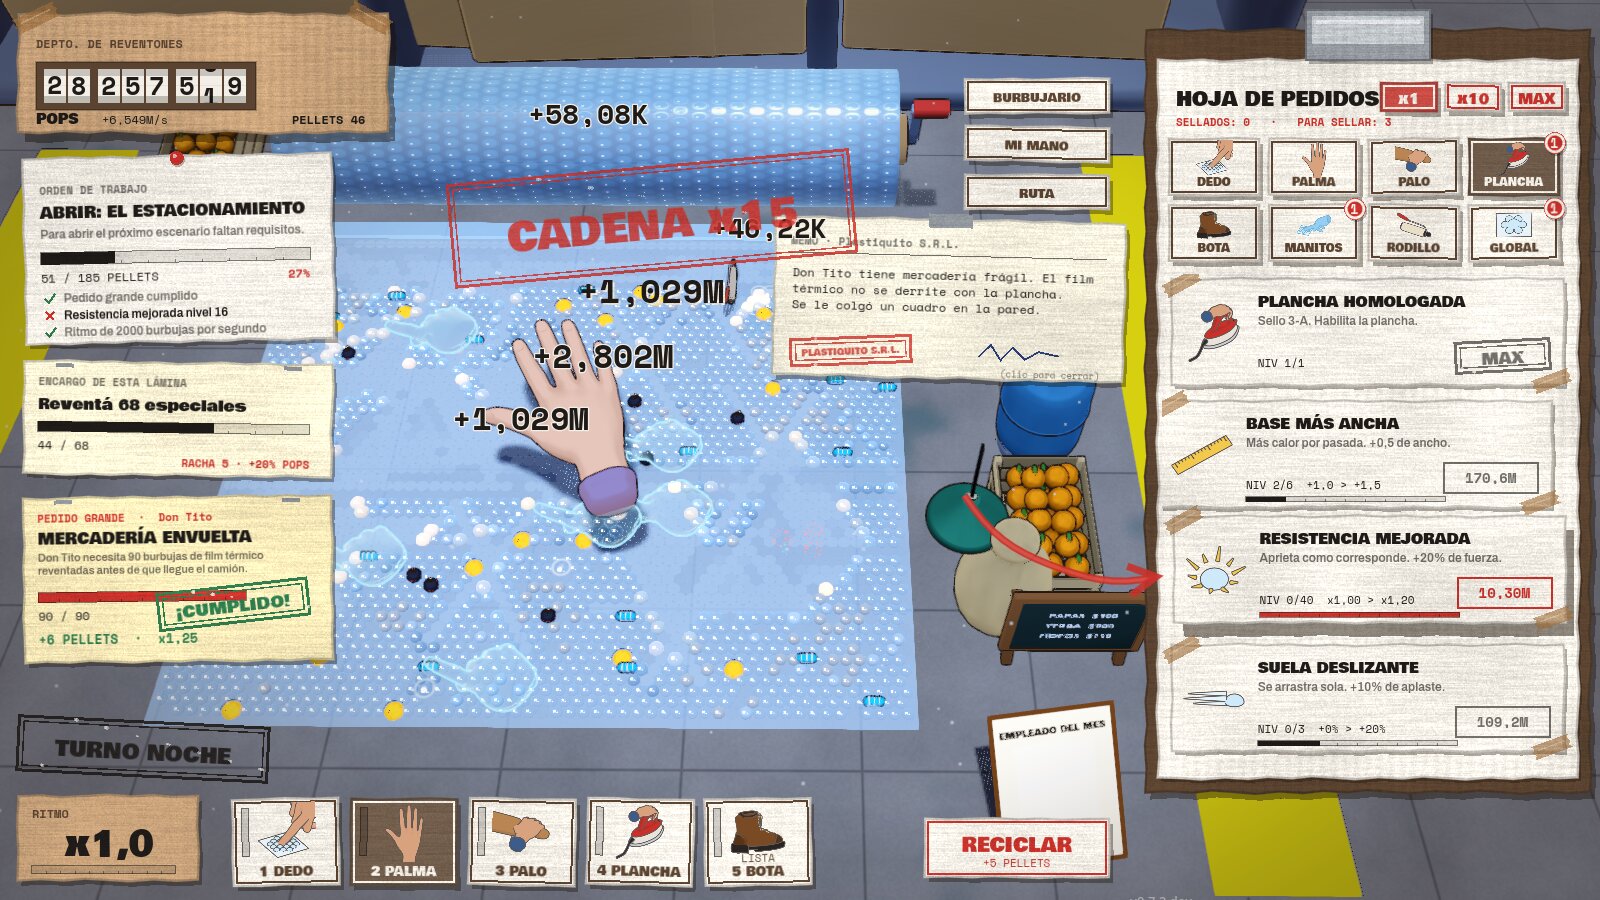 DEPTO. DE REVENTONES
28 257 5 9
POPS +6,549M/s PELLETS 46
ORDEN DE TRABAJO
ABRIR: EL ESTACIONAMIENTO
Para abrir el próximo escenario faltan requisitos.
51 / 185 PELLETS 27%
Pedido grande cumplido
Resistencia mejorada nivel 16
Ritmo de 2000 burbujas por segundo
ENCARGO DE ESTA LÁMINA
Reventá 68 especiales
44 / 68
RACHA 5 · +20% POPS
PEDIDO GRANDE · Don Tito
MERCADERÍA ENVUELTA
Don Tito necesita 90 burbujas de film térmico
reventadas antes de que llegue el camión.
¡CUMPLIDO!
90 / 90
+6 PELLETS · x1,25
TURNO NOCHE
RITMO
x1,0
1 DEDO
2 PALMA
3 PALO
4 PLANCHA
LISTA
5 BOTA
+58,08K
CADENA x15
+46,22K
+1,029M
+2,802M
+1,029M
BURBUJARIO
MI MANO
RUTA
MEMO · Plastiquito S.R.L.
Don Tito tiene mercadería frágil. El film
térmico no se derrite con la plancha.
Se le colgó un cuadro en la pared.
PLASTIQUITO S.R.L.
(clic para cerrar)
EMPLEADO DEL MES
RECICLAR
+5 PELLETS
HOJA DE PEDIDOS x1 x10 MAX
SELLADOS: 0 · PARA SELLAR: 3
DEDO
PALMA
PALO
PLANCHA 1
BOTA
MANITOS 1
RODILLO
GLOBAL 1
PLANCHA HOMOLOGADA
Sello 3-A. Habilita la plancha.
NIV 1/1
MAX
BASE MÁS ANCHA
Más calor por pasada. +0,5 de ancho.
NIV 2/6 +1,0 > +1,5
170,6M
RESISTENCIA MEJORADA
Aprieta como corresponde. +20% de fuerza.
NIV 0/40 x1,00 > x1,20
10,30M
SUELA DESLIZANTE
Se arrastra sola. +10% de aplaste.
NIV 0/3 +0% > +20%
109,2M